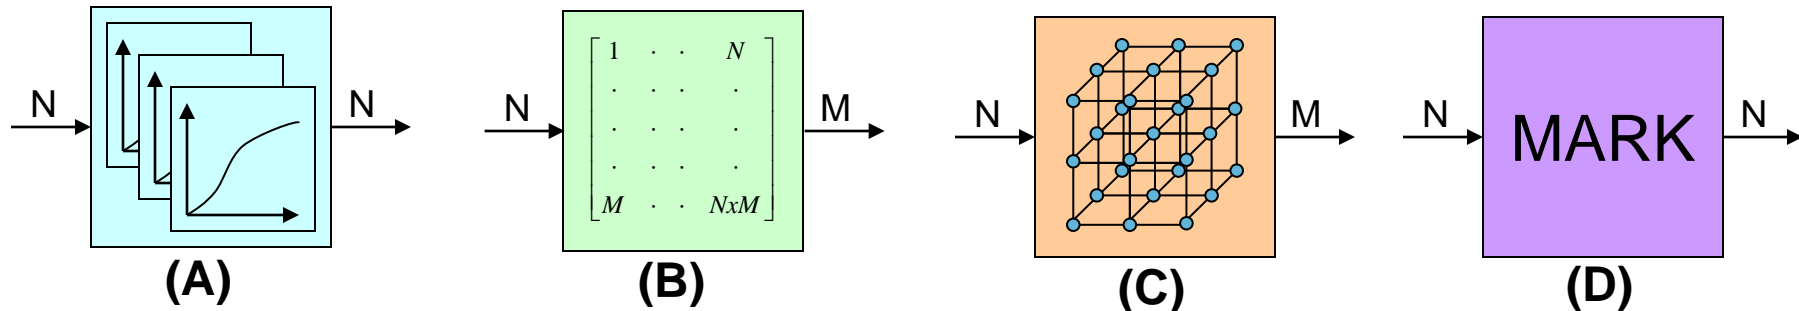 N N
(A)
N M
1 · · N
· · · ·
· · · ·
· · · ·
M · · NxM
(B)
N M
(C)
N N
MARK
(D)